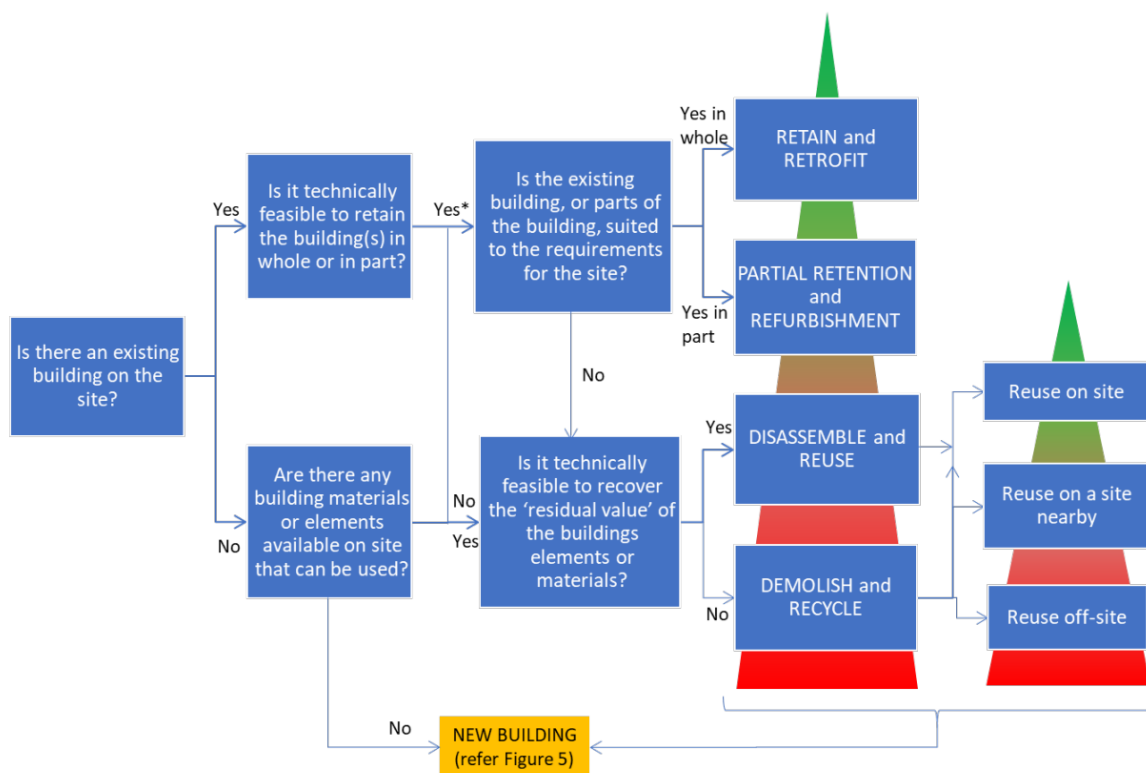 Is there an existing
building on the
site?
Yes
No
Is it technically
feasible to retain
the building(s) in
whole or in part?
Are there any
building materials
or elements
available on site
that can be used?
Yes*
No
Yes
Is the existing
building, or parts of
the building, suited
to the requirements
for the site?
No
Is it technically
feasible to recover
the ‘residual value’ of
the buildings
elements or
materials?
Yes in
whole
Yes in
part
Yes
No
RETAIN and
RETROFIT
PARTIAL RETENTION
and
REFURBISHMENT
DISASSEMBLE and
REUSE
DEMOLISH and
RECYCLE
Reuse on site
Reuse on a site
nearby
Reuse off-site
No
NEW BUILDING
(refer Figure 5)